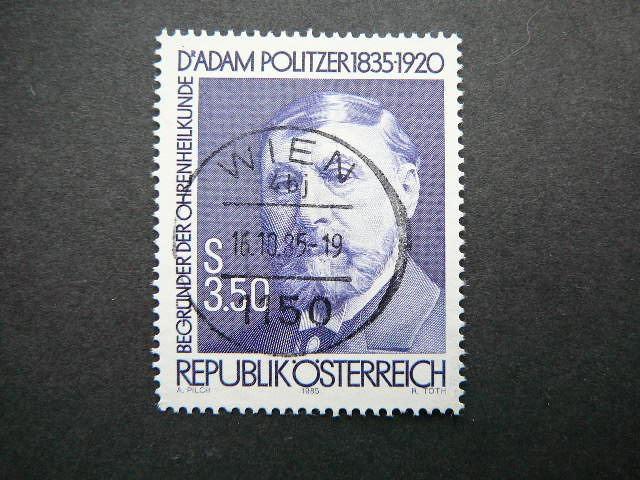 DR ADAM POLITZER 1835-1920
BEGRÜNDER DER OHRENHEILKUNDE
WIEN
4bj
16.10.85-19
1150
S
3.50
REPUBLIK ÖSTERREICH
A. PILCH 1985 R. TOTH